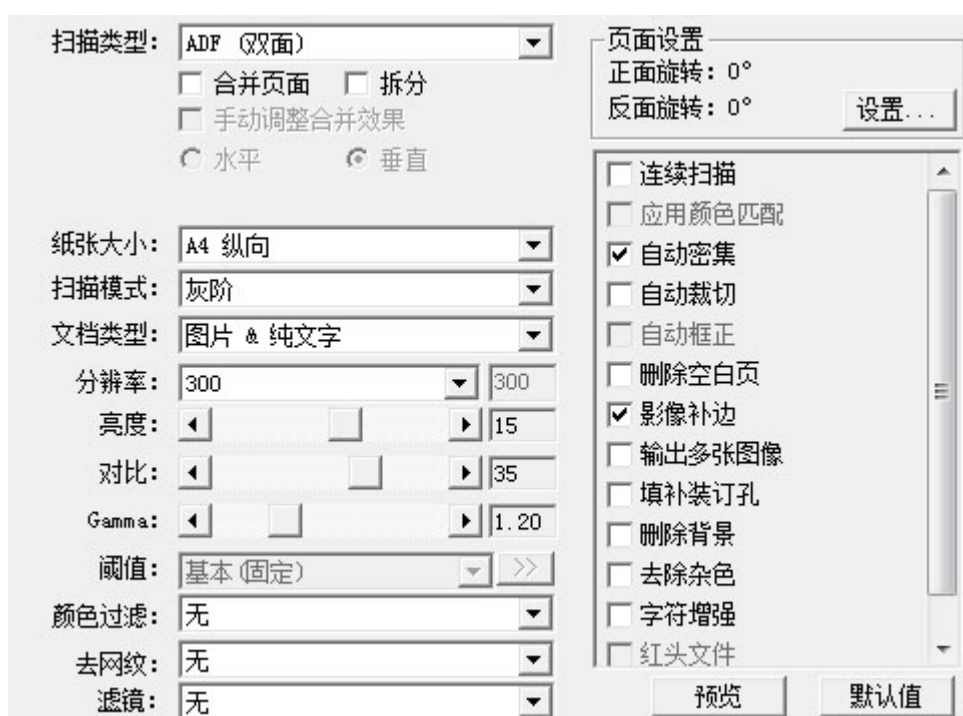 扫描类型： ADF （双面）
合并页面 拆分
手动调整合并效果
水平 垂直
纸张大小： A4 纵向
扫描模式： 灰阶
文档类型： 图片 & 纯文字
分辨率： 300 300
亮度： 15
对比： 35
Gamma： 1.20
阈值： 基本(固定) >>
颜色过滤： 无
去网纹： 无
滤镜： 无
页面设置
正面旋转：0°
反面旋转：0° 设置...
连续扫描
应用颜色匹配
自动密集
自动裁切
自动框正
删除空白页
影像补边
输出多张图像
填补装订孔
删除背景
去除杂色
字符增强
红头文件
预览 默认值